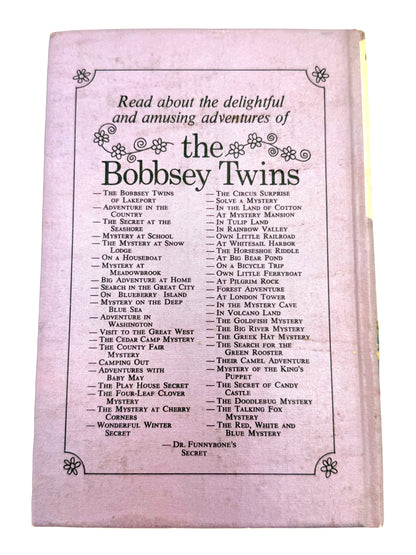 Read about the delightful
and amusing adventures of
the
Bobbsey Twins
— The Bobbsey Twins
of Lakeport
— Adventure in the
Country
— The Secret at the
Seashore
— Mystery at School
— The Mystery at Snow
Lodge
— On a Houseboat
— Mystery at
Meadowbrook
— Big Adventure at Home
— Search in the Great City
— On Blueberry Island
— Mystery on the Deep
Blue Sea
— Adventure in
Washington
— Visit to the Great West
— The Cedar Camp Mystery
— The County Fair
Mystery
— Camping Out
— Adventures with
Baby May
— The Play House Secret
— The Four-Leaf Clover
Mystery
— The Mystery at Cherry
Corners
— Wonderful Winter
Secret
— The Circus Surprise
— Solve a Mystery
— In the Land of Cotton
— At Mystery Mansion
— In Tulip Land
— In Rainbow Valley
— Own Little Railroad
— At Whitesail Harbor
— The Horseshoe Riddle
— At Big Bear Pond
— On a Bicycle Trip
— Own Little Ferryboat
— At Pilgrim Rock
— Forest Adventure
— At London Tower
— In the Mystery Cave
— In Volcano Land
— The Goldfish Mystery
— The Big River Mystery
— The Greek Hat Mystery
— The Search for the
Green Rooster
— Their Camel Adventure
— Mystery of the King's
Puppet
— The Secret of Candy
Castle
— The Doodlebug Mystery
— The Talking Fox
Mystery
— The Red, White and
Blue Mystery
— Dr. Funnybone's
Secret